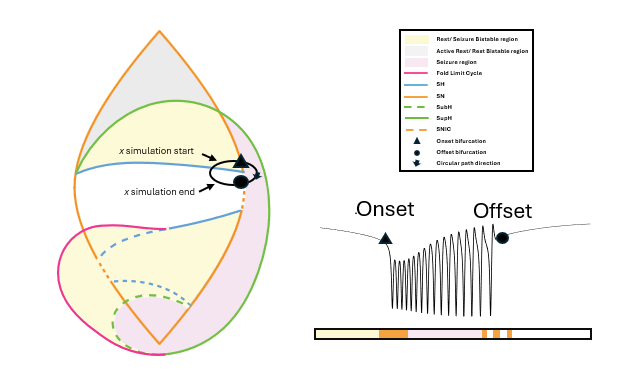 x simulation start
x simulation end
Rest/ Seizure Bistable region
Active Rest/ Rest Bistable region
Seizure region
Fold Limit Cycle
SH
SN
SubH
SupH
SNIC
Onset bifurcation
Offset bifurcation
Circular path direction
Onset
Offset